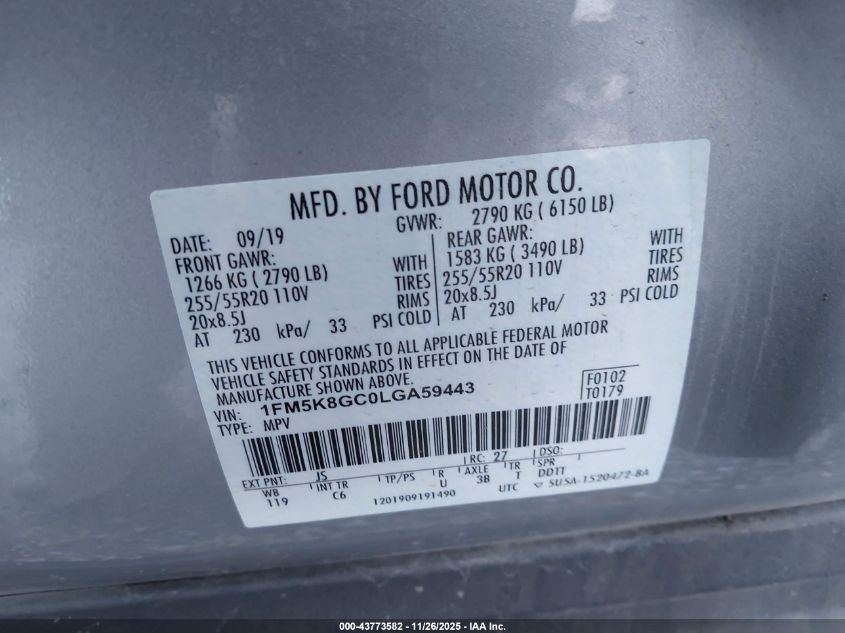 MFD. BY FORD MOTOR CO.
DATE: 09/19 GVWR: 2790 KG ( 6150 LB)
FRONT GAWR: REAR GAWR:
1266 KG ( 2790 LB) WITH 1583 KG ( 3490 LB) WITH
255/55R20 110V TIRES 255/55R20 110V TIRES
20x8.5J RIMS 20x8.5J RIMS
AT 230 kPa/ 33 PSI COLD AT 230 kPa/ 33 PSI COLD
THIS VEHICLE CONFORMS TO ALL APPLICABLE FEDERAL MOTOR
VEHICLE SAFETY STANDARDS IN EFFECT ON THE DATE OF
MANUFACTURE SHOWN ABOVE.
VIN: 1FM5K8GC0LGA59443 F0102
TYPE: MPV T0179
EXT PNT: JS RC: 27 DSO:
WB INT TR TP/PS R AXLE TR SPR
119 C6 U 3B T DDTT
1201909191490 UTC ▽ SUSA-1520472-BA
000-43773582 - 11/26/2025 - IAA Inc.